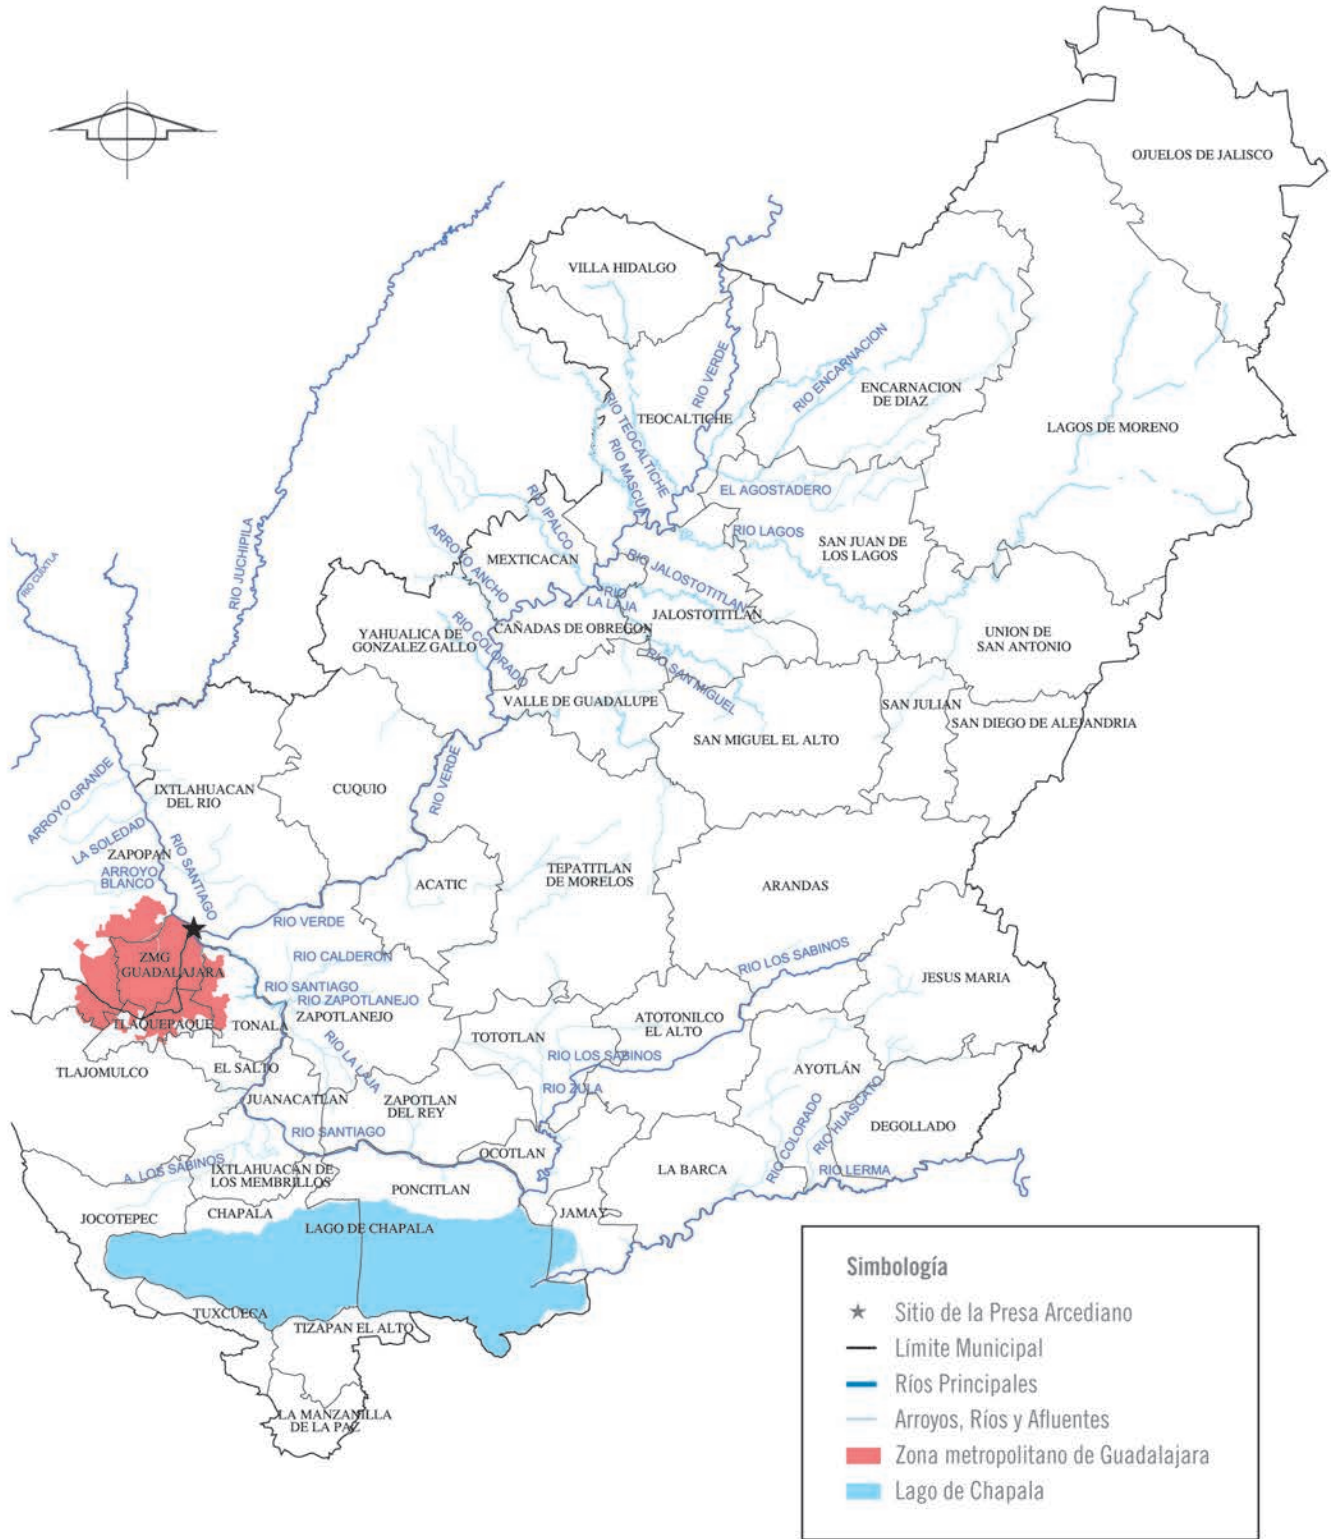 OJUELOS DE JALISCO
VILLA HIDALGO
RIO VERDE
RIO ENCARNACION
ENCARNACION
DE DIAZ
RIO TEOCALTICHE
TEOCALTICHE
LAGOS DE MORENO
RIO MASCUA
EL AGOSTADERO
RIO IPALCO
RIO LAGOS
RIO JUCHIPILA
ARROYO ANCHO
MEXTICACAN
SAN JUAN DE
LOS LAGOS
RIO JALOSTOTITLAN
RIO CUIXTLA
RIO
LA LAJA
JALOSTOTITLAN
RIO COLORADO
CAÑADAS DE OBREGON
YAHUALICA DE
GONZALEZ GALLO
UNION DE
SAN ANTONIO
RIO SAN MIGUEL
VALLE DE GUADALUPE
SAN JULIAN
SAN DIEGO DE ALEJANDRIA
SAN MIGUEL EL ALTO
RIO VERDE
ARROYO GRANDE
IXTLAHUACAN
DEL RIO
CUQUIO
LA SOLEDAD
RIO SANTIAGO
ZAPOPAN
ARROYO
BLANCO
TEPATITLAN
DE MORELOS
ACATIC
ARANDAS
RIO VERDE
RIO CALDERON
ZMG
GUADALAJARA
RIO LOS SABINOS
JESUS MARIA
RIO SANTIAGO
RIO ZAPOTLANEJO
ZAPOTLANEJO
TLAQUEPAQUE
TONALA
ATOTONILCO
EL ALTO
TOTOTLAN
RIO LA LAJA
RIO LOS SABINOS
TLAJOMULCO
EL SALTO
AYOTLÁN
RIO ZULA
JUANACATLAN
ZAPOTLAN
DEL REY
RIO COLORADO
RIO HUASCATO
DEGOLLADO
RIO SANTIAGO
OCOTLAN
A. LOS SABINOS
IXTLAHUACAN DE
LOS MEMBRILLOS
LA BARCA
RIO LERMA
PONCITLAN
JOCOTEPEC
CHAPALA
JAMAY
LAGO DE CHAPALA
TUXCUECA
TIZAPAN EL ALTO
LA MANZANILLA
DE LA PAZ
Simbología
Sitio de la Presa Arcediano
Límite Municipal
Ríos Principales
Arroyos, Ríos y Afluentes
Zona metropolitano de Guadalajara
Lago de Chapala